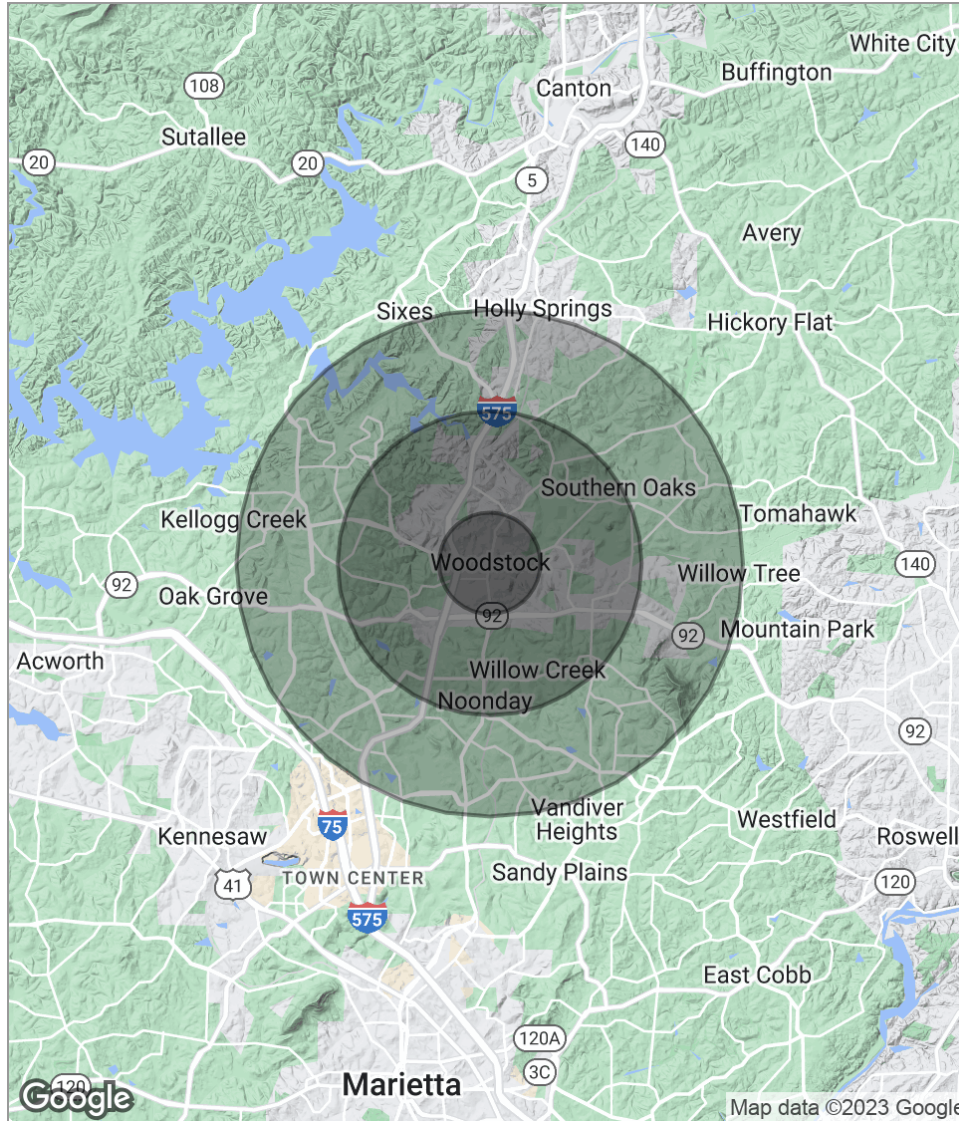 White City
Buffington
108
Canton
Sutallee
140
20
20
5
Avery
Sixes
Holly Springs
Hickory Flat
575
Southern Oaks
Kellogg Creek
Tomahawk
Woodstock
140
Willow Tree
92
Oak Grove
92
92
Mountain Park
Acworth
Willow Creek
Noonday
92
Vandiver
Heights
Westfield
75
Kennesaw
Roswell
Sandy Plains
TOWN CENTER
41
120
575
East Cobb
120A
3C
Marietta
120
Google
Map data ©2023 Google